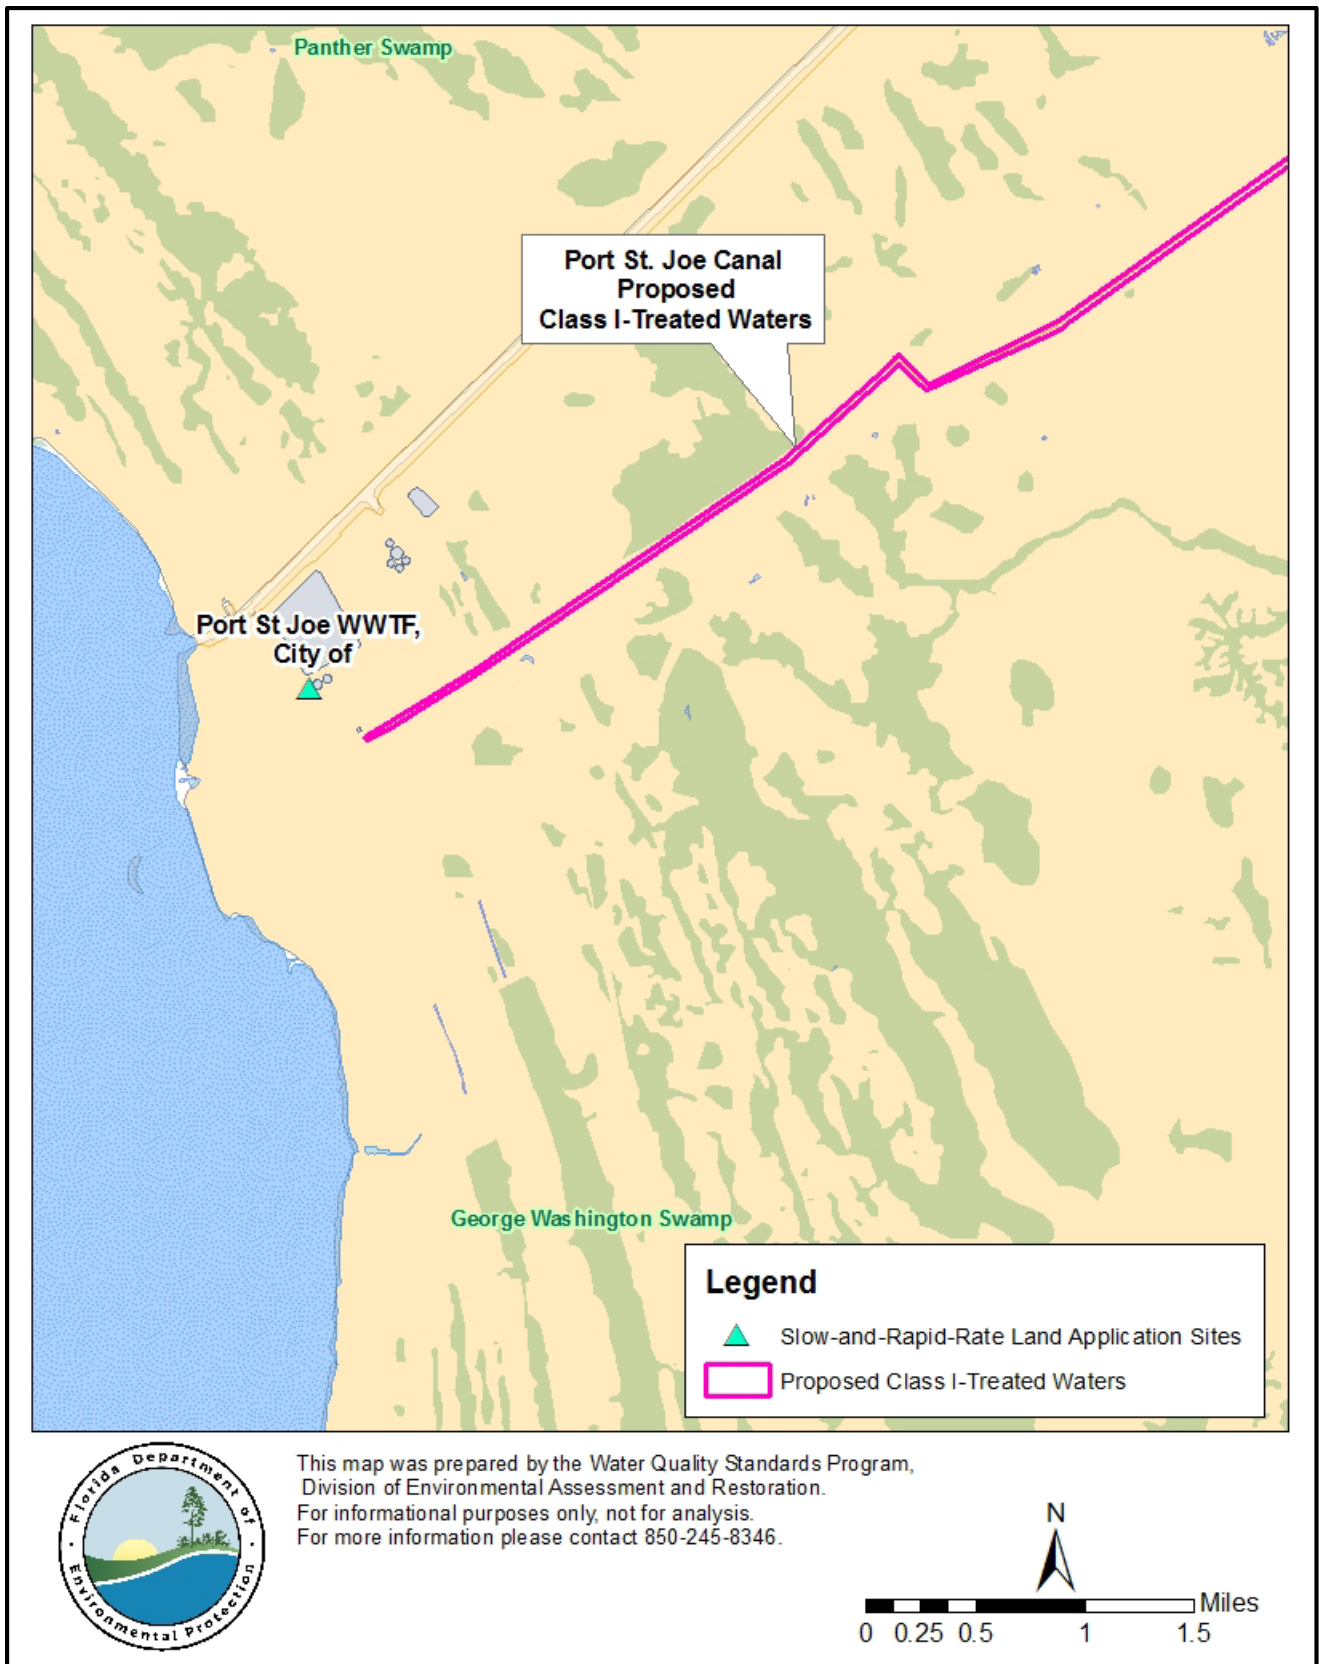 Panther Swamp
Port St. Joe Canal
Proposed
Class I-Treated Waters
Port St Joe WWTF,
City of
George Washington Swamp
Legend
Slow-and-Rapid-Rate Land Application Sites
Proposed Class I-Treated Waters
Florida Department of
Environmental Protection
This map was prepared by the Water Quality Standards Program,
Division of Environmental Assessment and Restoration.
For informational purposes only, not for analysis.
For more information please contact 850-245-8346.
N
Miles
0 0.25 0.5 1 1.5